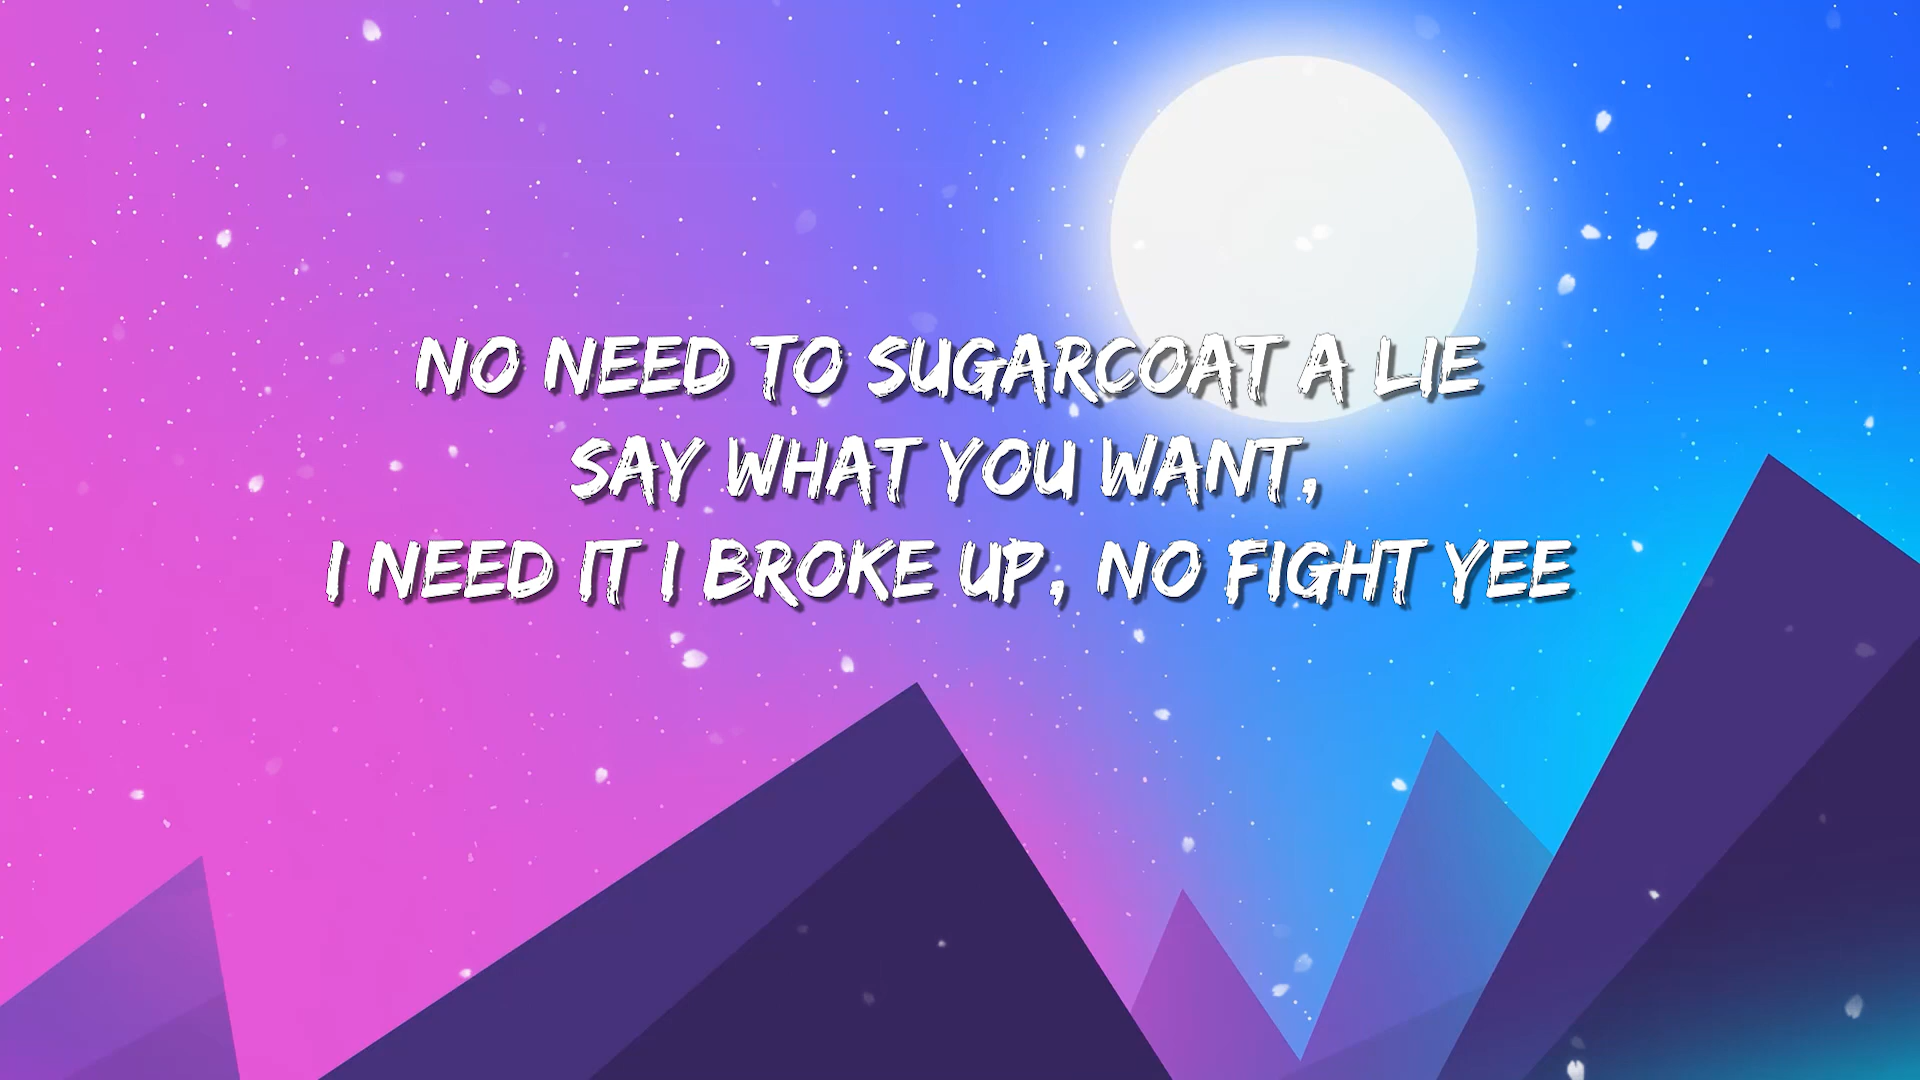 NO NEED TO SUGARCOAT A LIE
SAY WHAT YOU WANT,
I NEED IT I BROKE UP, NO FIGHT YEE